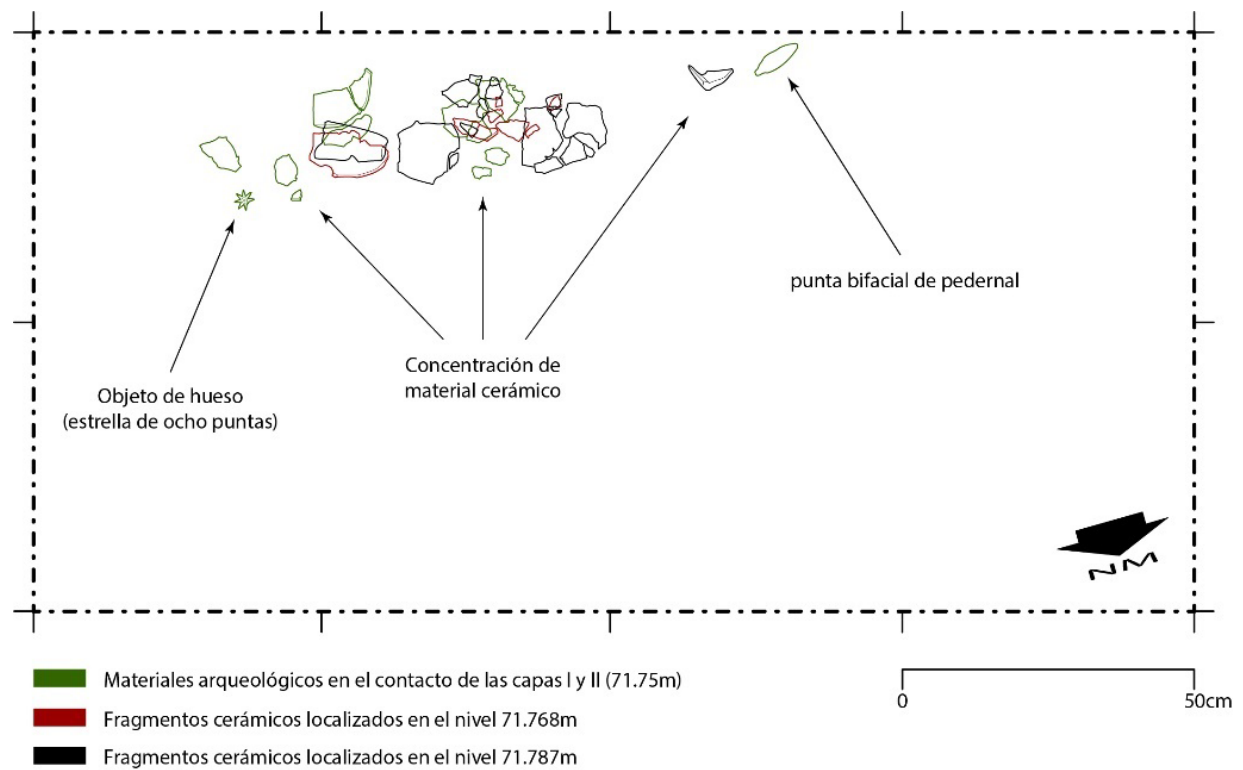 punta bifacial de pedernal
Concentración de
material cerámico
Objeto de hueso
(estrella de ocho puntas)
NM
Materiales arqueológicos en el contacto de las capas I y II (71.75m)
Fragmentos cerámicos localizados en el nivel 71.768m
Fragmentos cerámicos localizados en el nivel 71.787m
0 50cm